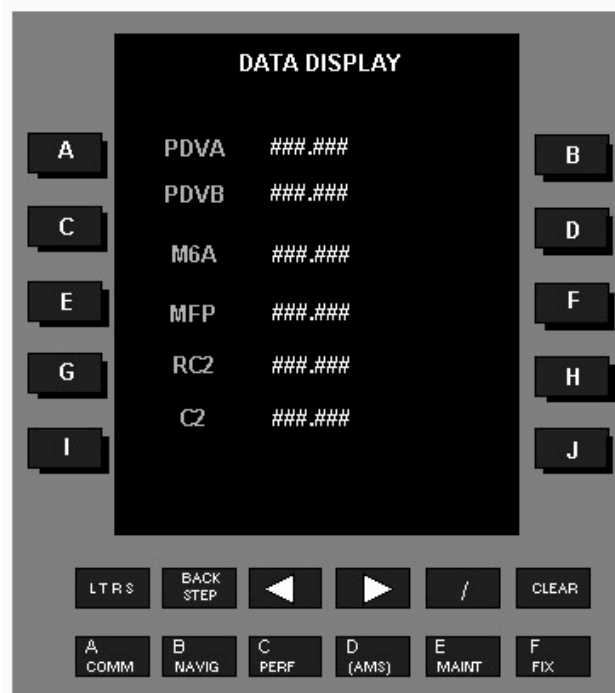 DATA DISPLAY
A PDVA ###.### B
PDVB ###.###
C D
M6A ###.###
E MFP ###.### F
G RC2 ###.### H
C2 ###.###
I J
LTRS BACK STEP / CLEAR
A COMM B NAVIG C PERF D (AMS) E MAINT F FIX